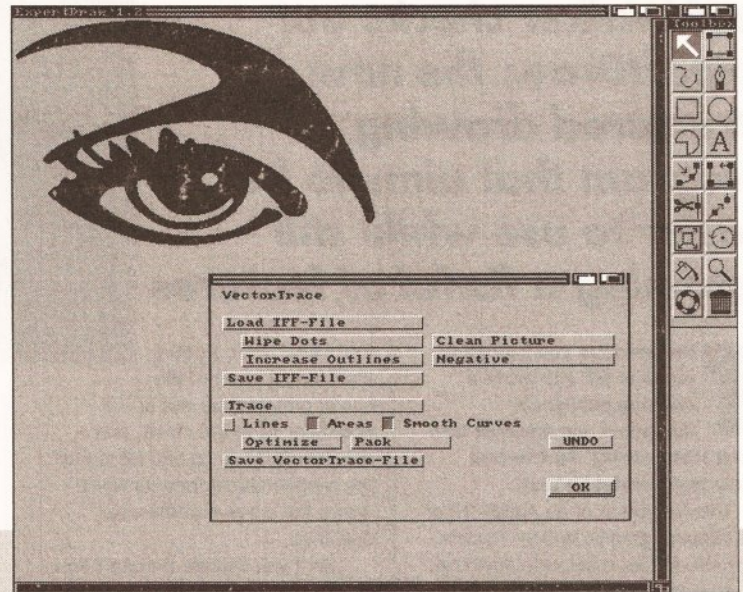 ExpertDraw 1.2
Toolbox
A
VectorTrace
Load IFF-File
Wipe Dots
Clean Picture
Increase Outlines
Negative
Save IFF-File
Trace
Lines Areas Smooth Curves
Optimize Pack UNDO
Save VectorTrace-File
OK